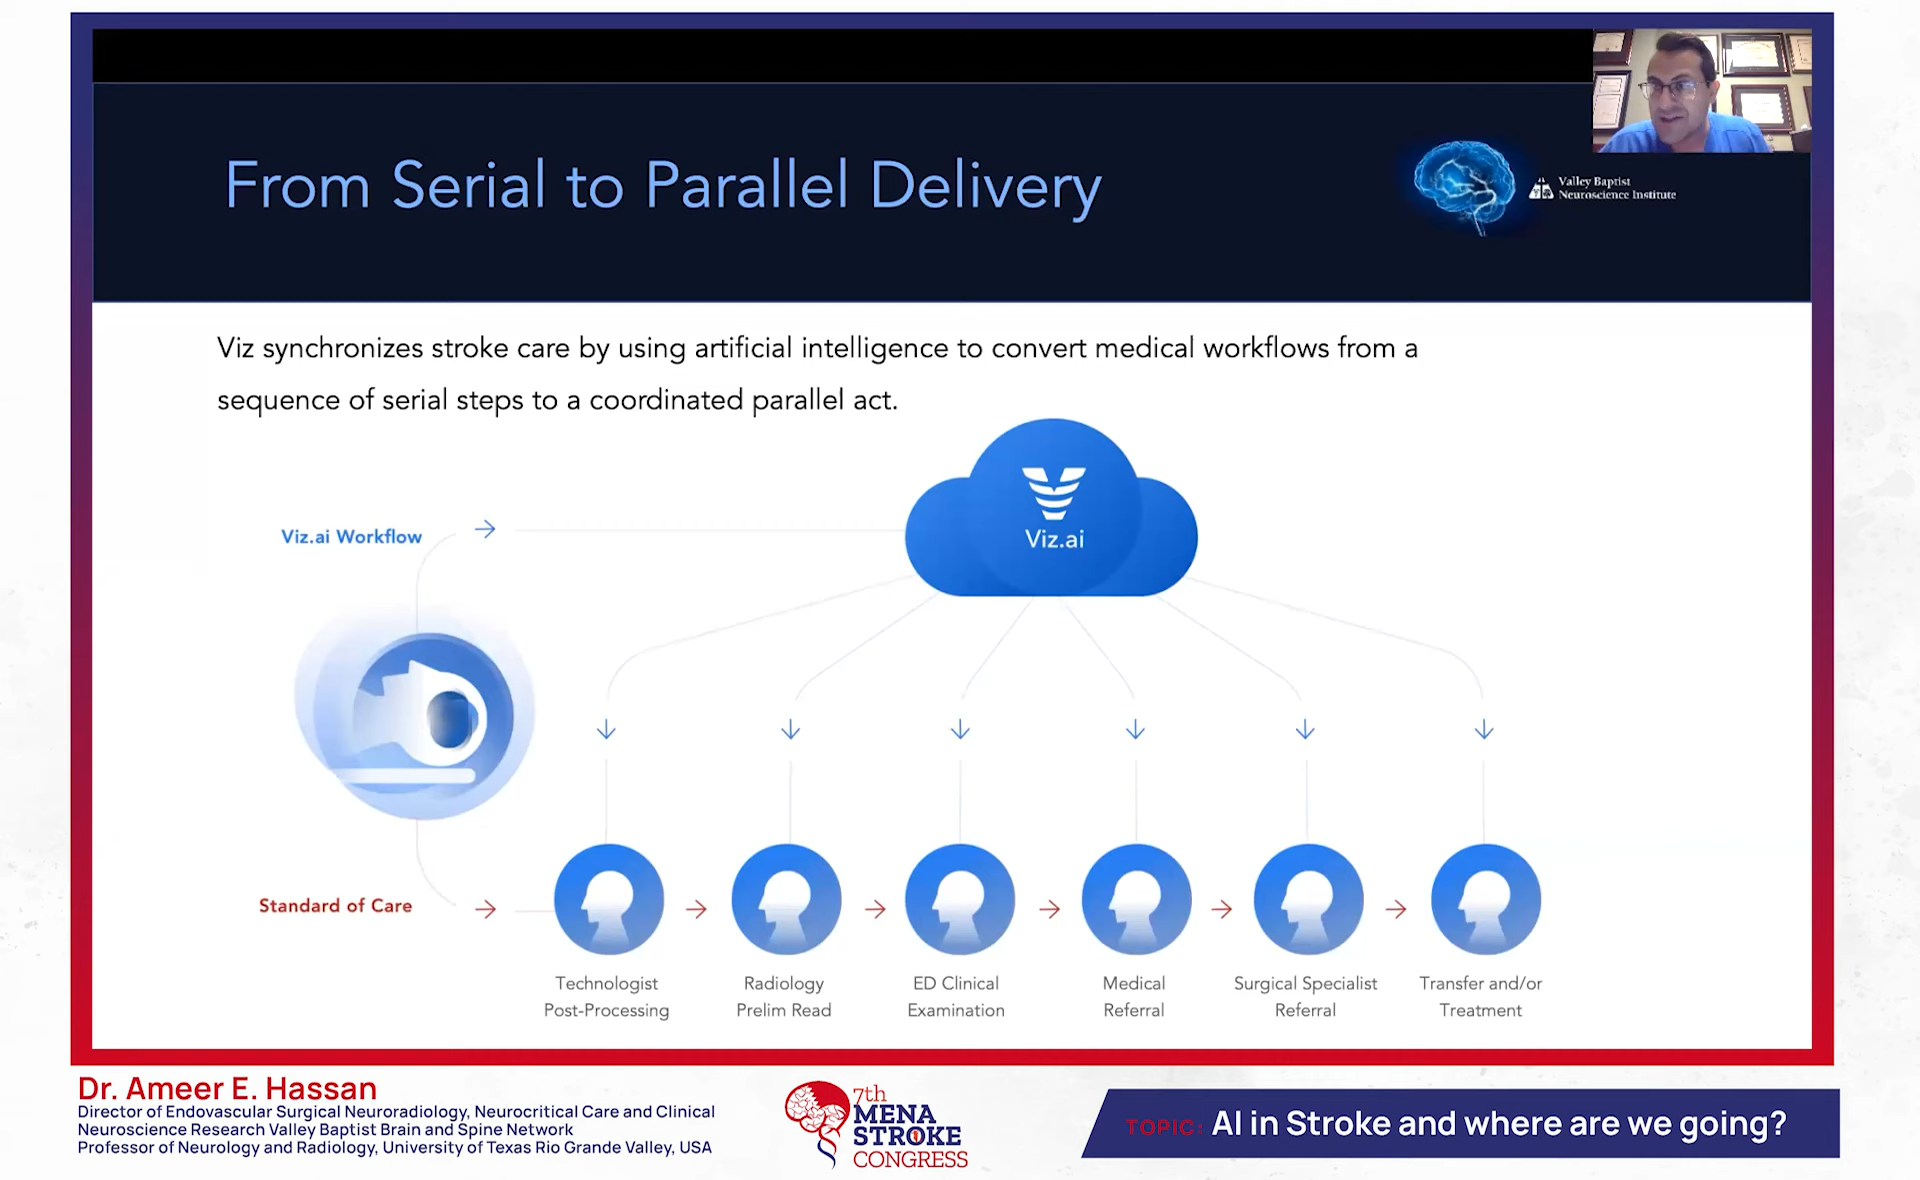 From Serial to Parallel Delivery
Valley Baptist
Neuroscience Institute
Viz synchronizes stroke care by using artificial intelligence to convert medical workflows from a
sequence of serial steps to a coordinated parallel act.
Viz.ai Workflow
Viz.ai
Standard of Care
Technologist
Post-Processing
Radiology
Prelim Read
ED Clinical
Examination
Medical
Referral
Surgical Specialist
Referral
Transfer and/or
Treatment
Dr. Ameer E. Hassan
Director of Endovascular Surgical Neuroradiology, Neurocritical Care and Clinical
Neuroscience Research Valley Baptist Brain and Spine Network
Professor of Neurology and Radiology, University of Texas Rio Grande Valley, USA
7th
MENA
STROKE
CONGRESS
TOPIC: AI in Stroke and where are we going?